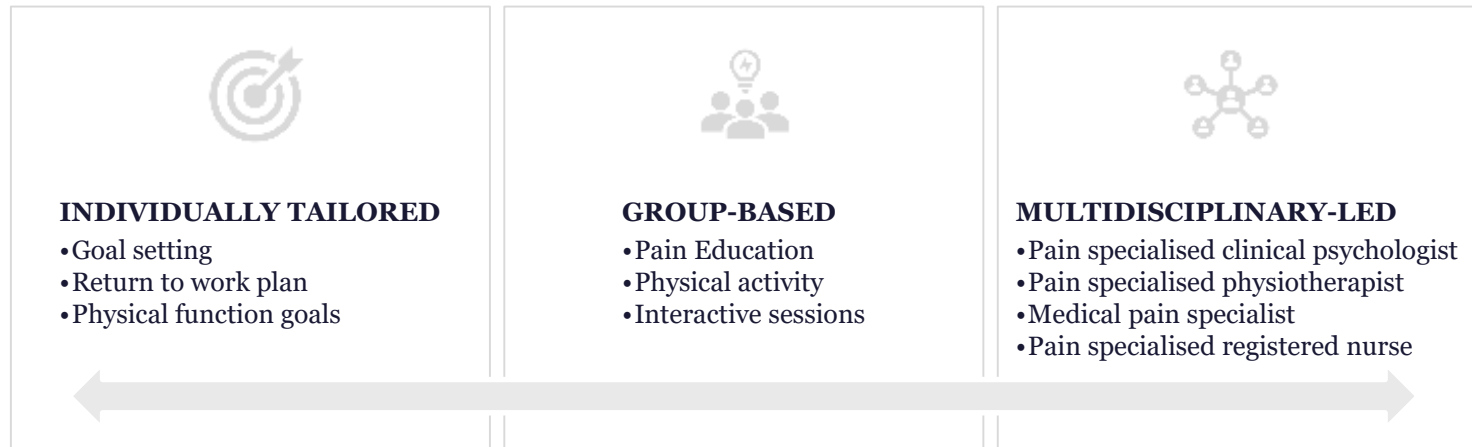 INDIVIDUALLY TAILORED
•Goal setting
•Return to work plan
•Physical function goals
GROUP-BASED
•Pain Education
•Physical activity
•Interactive sessions
MULTIDISCIPLINARY-LED
•Pain specialised clinical psychologist
•Pain specialised physiotherapist
•Medical pain specialist
•Pain specialised registered nurse